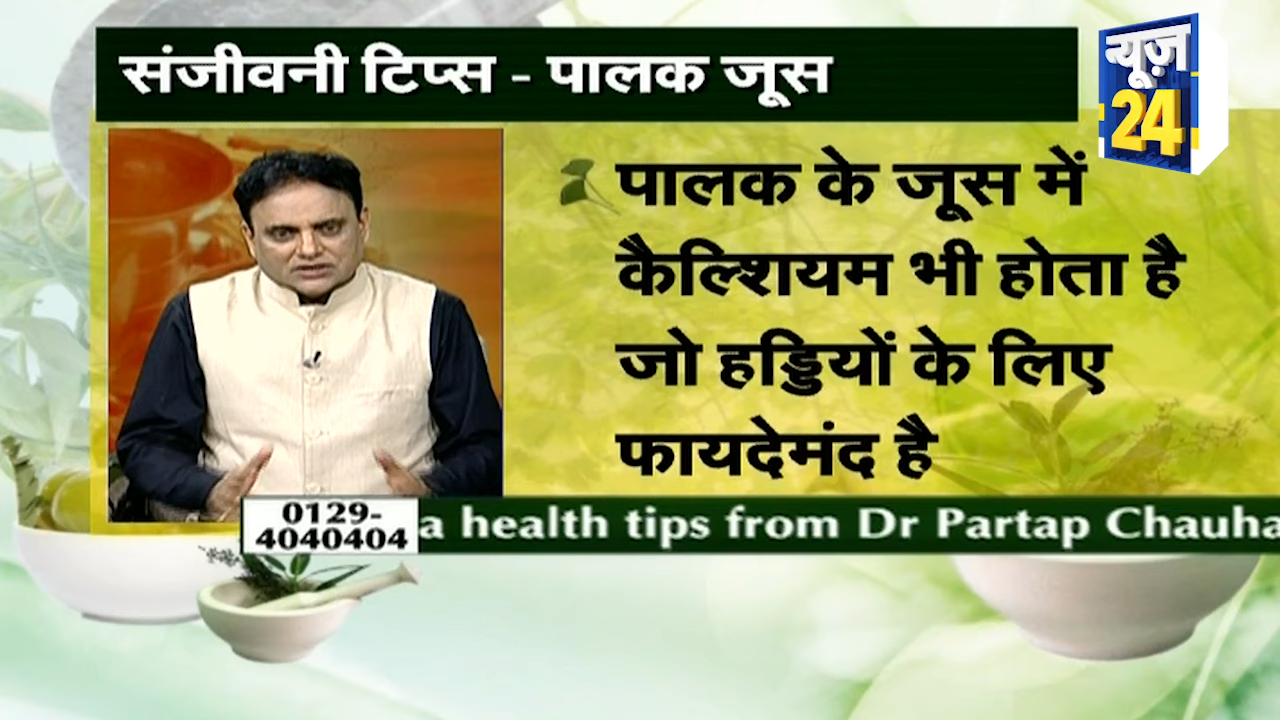 संजीवनी टिप्स - पालक जूस
न्यूज़
24
पालक के जूस में
कैल्शियम भी होता है
जो हड्डियों के लिए
फायदेमंद है
0129-
4040404
a health tips from Dr Partap Chauha